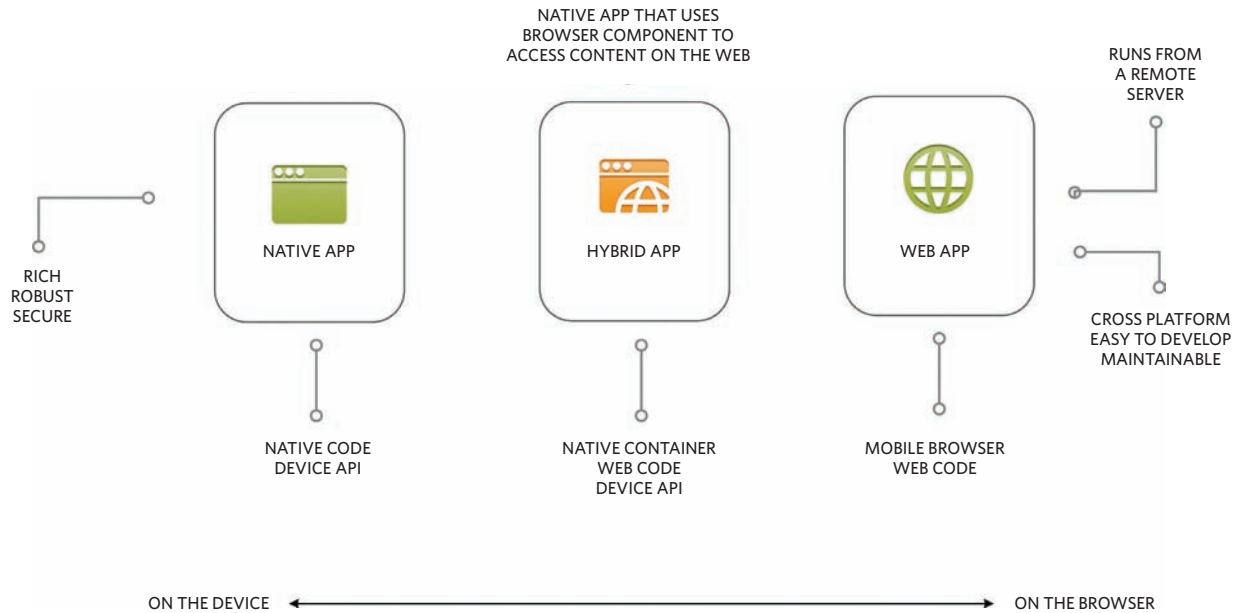 NATIVE APP THAT USES
BROWSER COMPONENT TO
ACCESS CONTENT ON THE WEB
RUNS FROM
A REMOTE
SERVER
NATIVE APP
HYBRID APP
WEB APP
RICH
ROBUST
SECURE
CROSS PLATFORM
EASY TO DEVELOP
MAINTAINABLE
NATIVE CODE
DEVICE API
NATIVE CONTAINER
WEB CODE
DEVICE API
MOBILE BROWSER
WEB CODE
ON THE DEVICE
ON THE BROWSER